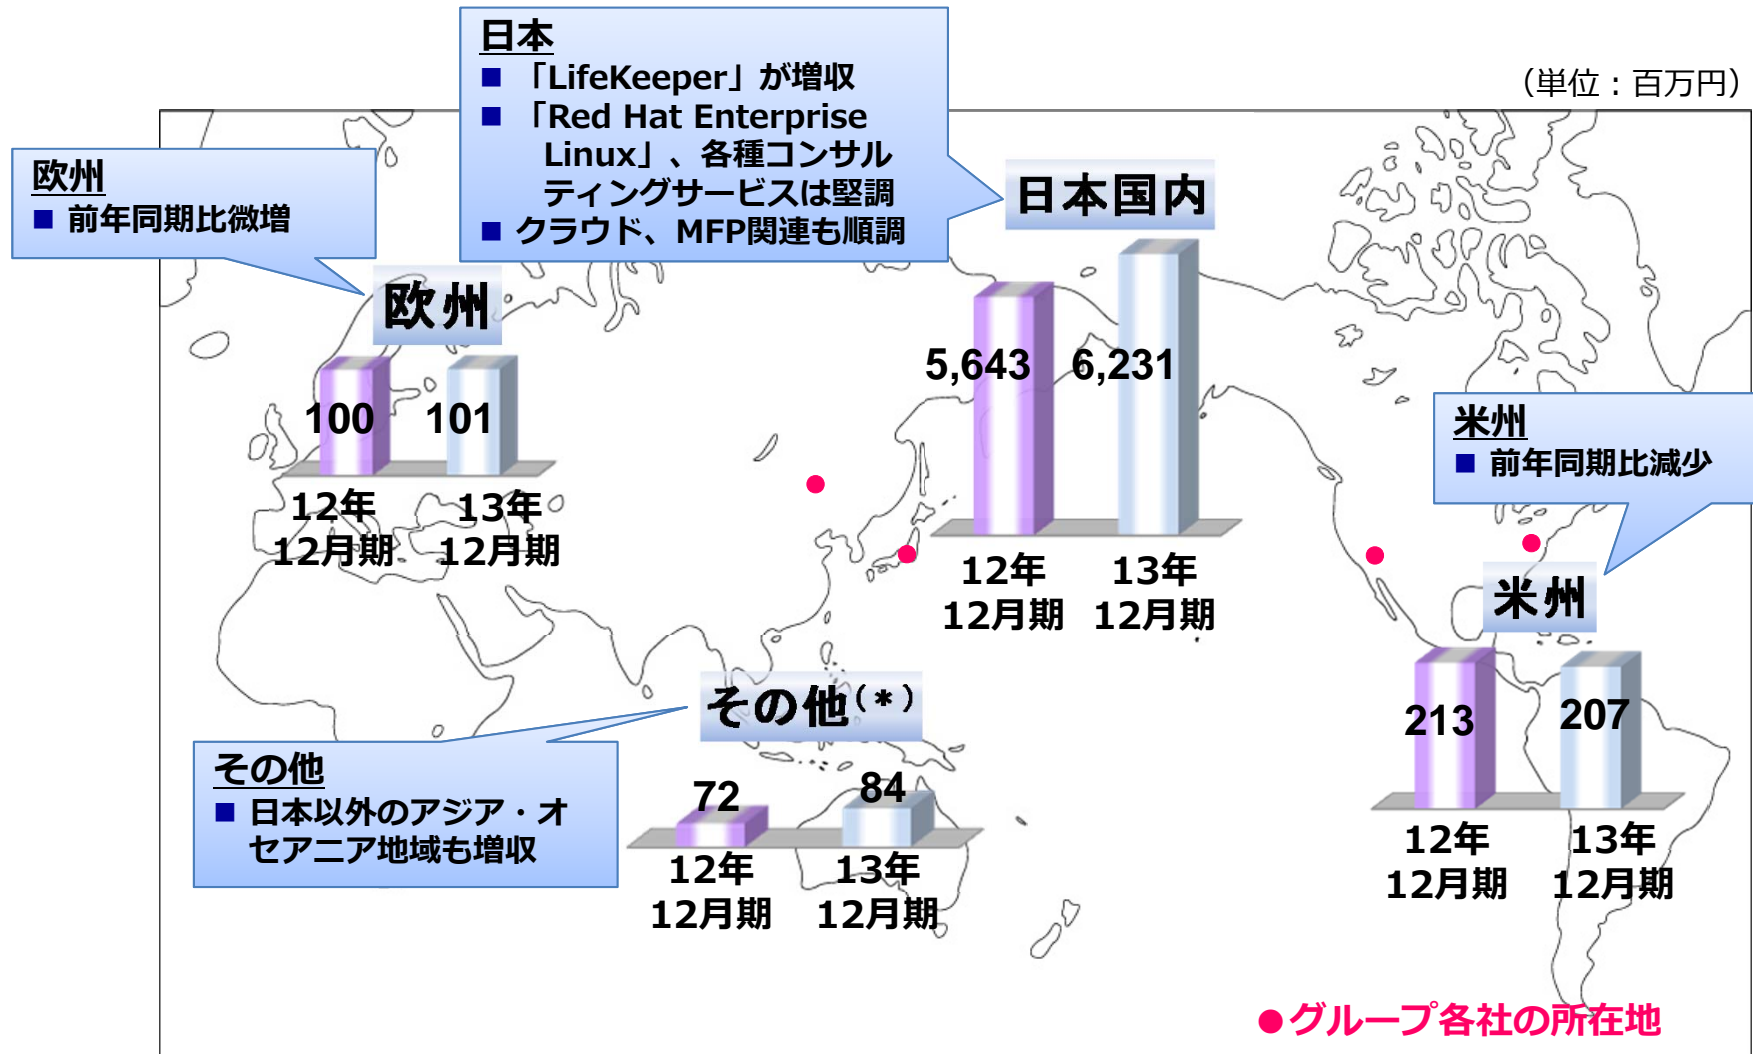 (単位：百万円)
日本
■ 「LifeKeeper」が増収
■ 「Red Hat Enterprise
Linux」、各種コンサル
ティングサービスは堅調
■ クラウド、MFP関連も順調
欧州
■ 前年同期比微増
日本国内
5,643
6,231
12年
12月期
13年
12月期
欧州
100
101
12年
12月期
13年
12月期
米州
■ 前年同期比減少
米州
213
207
12年
12月期
13年
12月期
その他(*)
その他
■ 日本以外のアジア・オ
セアニア地域も増収
72
84
12年
12月期
13年
12月期
●グループ各社の所在地